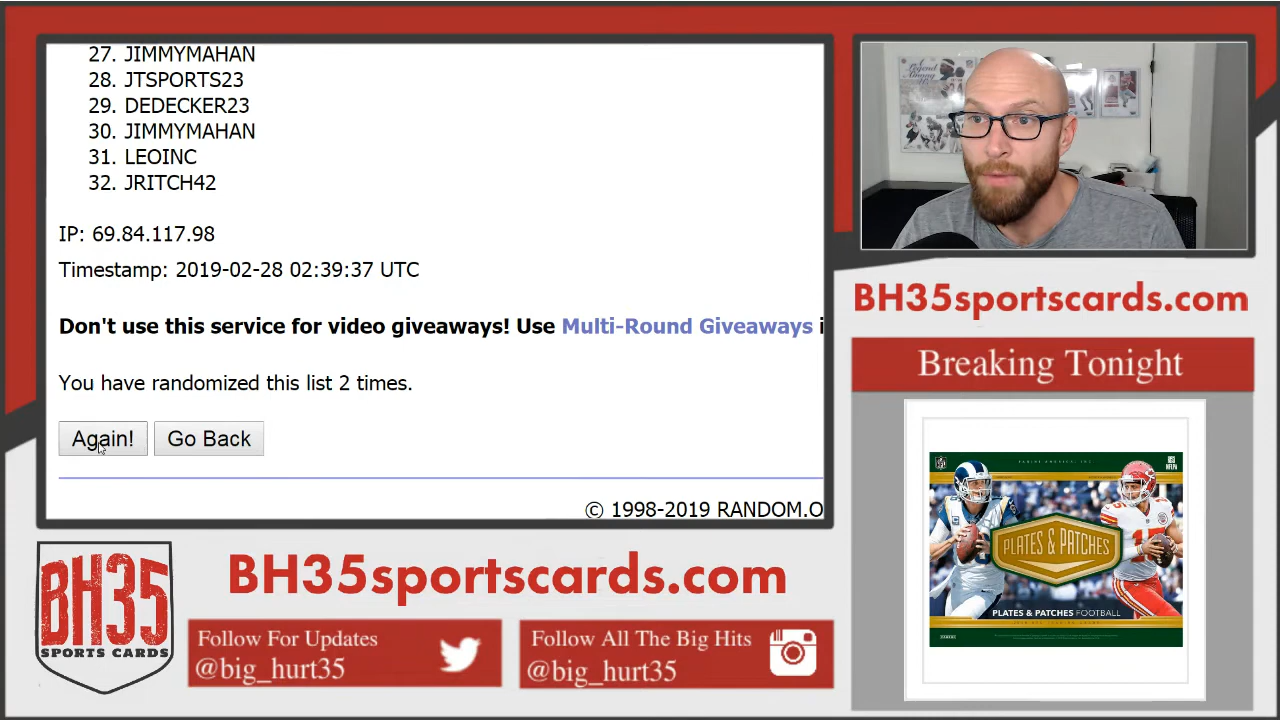 27. JIMMYMAHAN
28. JTSPORTS23
29. DEDECKER23
30. JIMMYMAHAN
31. LEOINC
32. JRITCH42
IP: 69.84.117.98
Timestamp: 2019-02-28 02:39:37 UTC
Don't use this service for video giveaways! Use Multi-Round Giveaways i
You have randomized this list 2 times.
Again! Go Back
© 1998-2019 RANDOM.O
BH35sportscards.com
Breaking Tonight
PLATES & PATCHES
PLATES & PATCHES FOOTBALL
BH35
SPORTS CARDS
BH35sportscards.com
Follow For Updates
@big_hurt35
Follow All The Big Hits
@big_hurt35